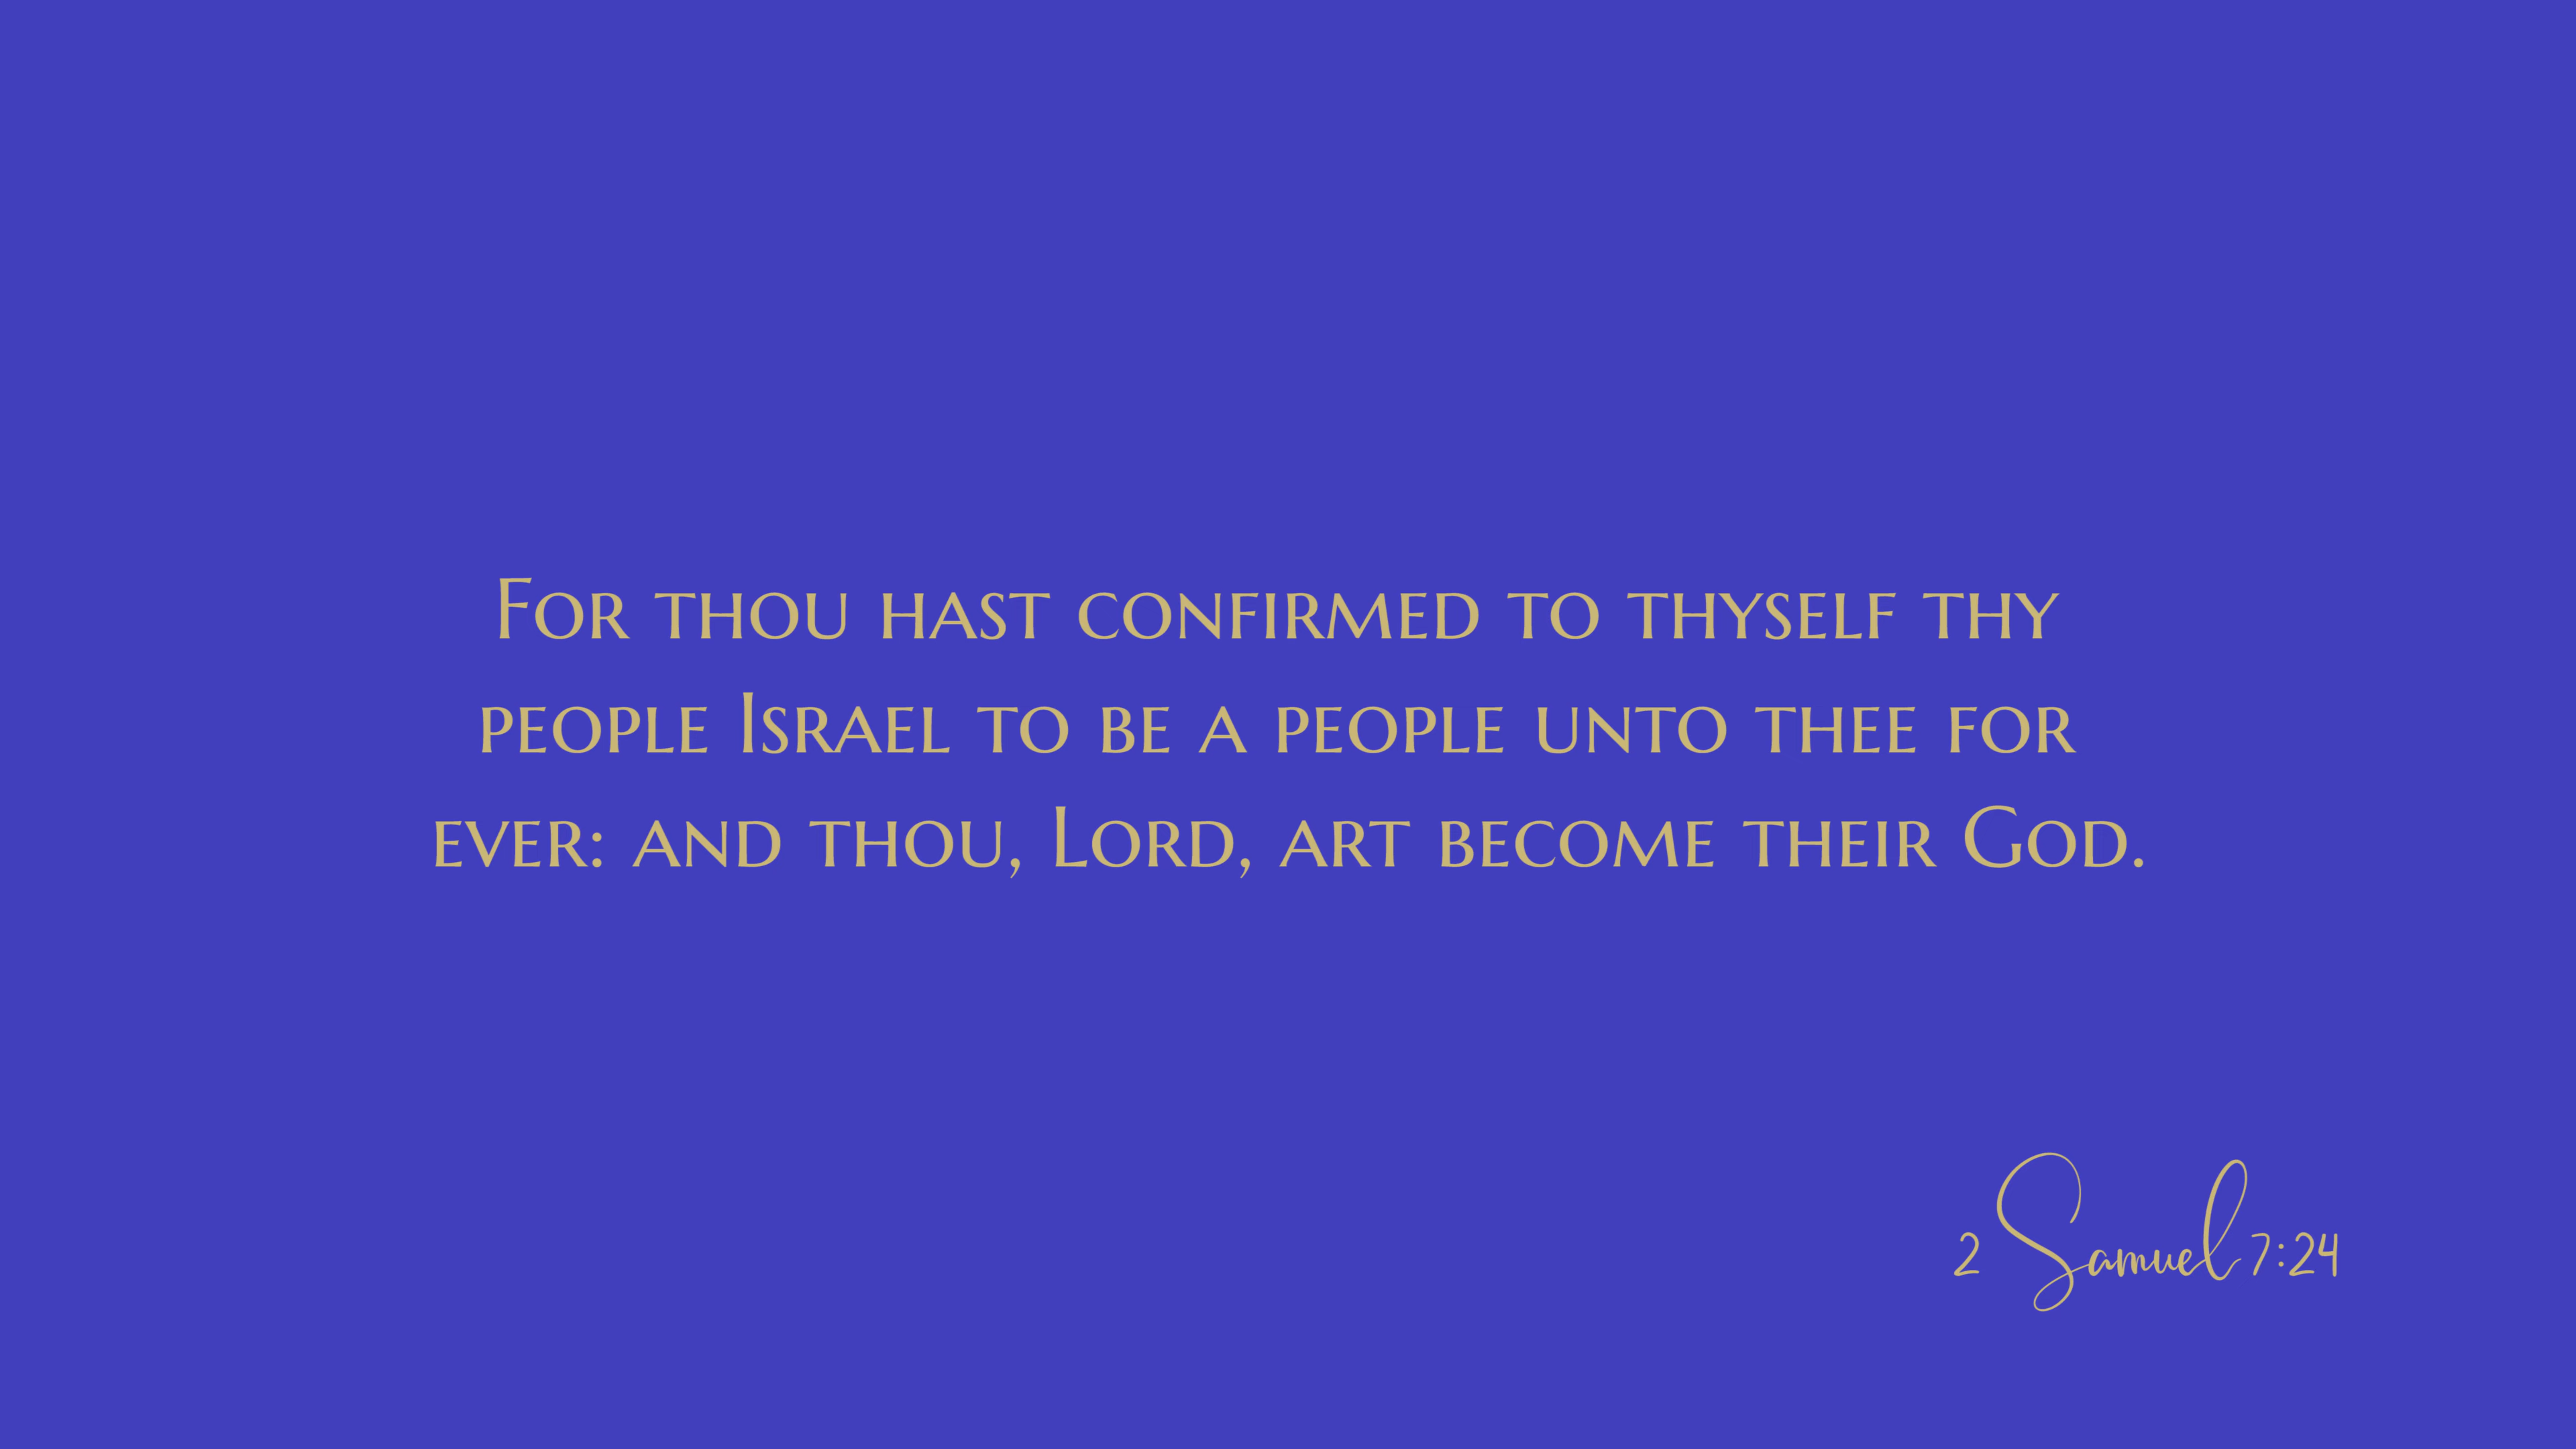 For thou hast confirmed to thyself thy
people Israel to be a people unto thee for
ever: and thou, Lord, art become their God.
2 Samuel 7:24